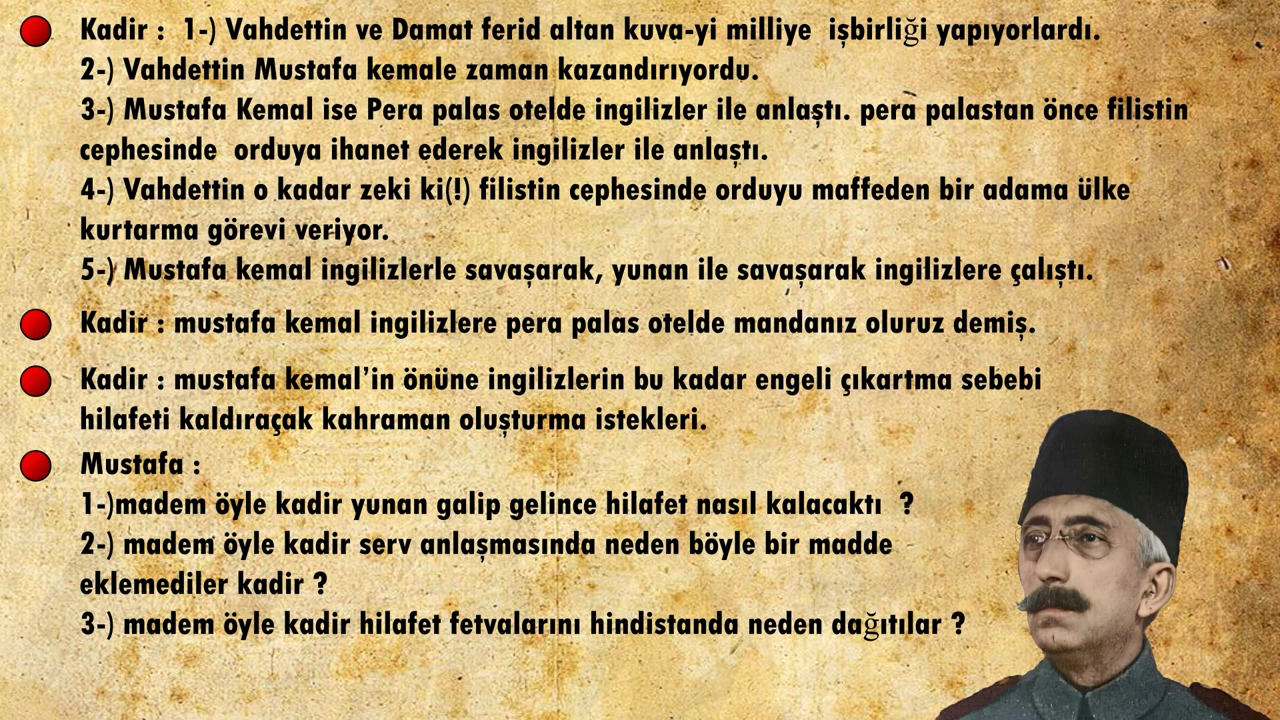 Kadir : 1-) Vahdettin ve Damat ferid altan kuva-yi milliye işbirliği yapıyorlardı.
2-) Vahdettin Mustafa kemale zaman kazandırıyordu.
3-) Mustafa Kemal ise Pera palas otelde ingilizler ile anlaştı. pera palastan önce filistin
cephesinde orduya ihanet ederek ingilizler ile anlaştı.
4-) Vahdettin o kadar zeki ki(!) filistin cephesinde orduyu maffeden bir adama ülke
kurtarma görevi veriyor.
5-) Mustafa kemal ingilizlerle savaşarak, yunan ile savaşarak ingilizlere çalıştı.
Kadir : mustafa kemal ingilizlere pera palas otelde mandanız oluruz demiş.
Kadir : mustafa kemal’in önüne ingilizlerin bu kadar engeli çıkartma sebebi
hilafeti kaldıraçak kahraman oluşturma istekleri.
Mustafa :
1-)madem öyle kadir yunan galip gelince hilafet nasıl kalacaktı ?
2-) madem öyle kadir serv anlaşmasında neden böyle bir madde
eklemediler kadir ?
3-) madem öyle kadir hilafet fetvalarını hindistanda neden dağıtılar ?